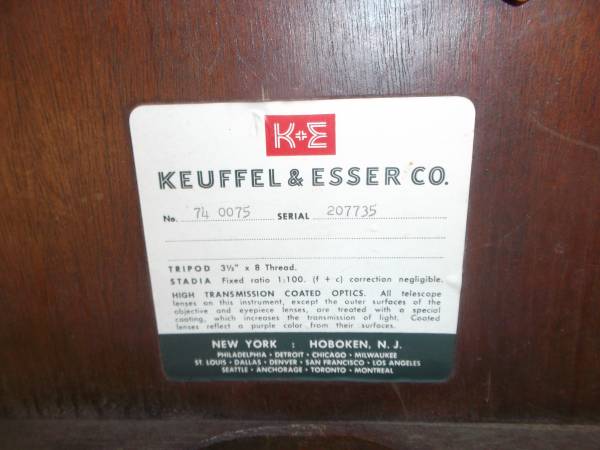 K+E
KEUFFEL & ESSER CO.
No. 74 0075 SERIAL 207735
TRIPOD 3½" x 8 Thread.
STADIA Fixed ratio 1:100. (f + c) correction negligible.
HIGH TRANSMISSION COATED OPTICS. All telescope
lenses on this instrument, except the outer surfaces of the
objective and eyepiece lenses, are treated with a special
coating, which increases the transmission of light. Coated
lenses reflect a purple color from their surfaces.
NEW YORK : HOBOKEN, N. J.
PHILADELPHIA • DETROIT • CHICAGO • MILWAUKEE
ST. LOUIS • DALLAS • DENVER • SAN FRANCISCO • LOS ANGELES
SEATTLE • ANCHORAGE • TORONTO • MONTREAL